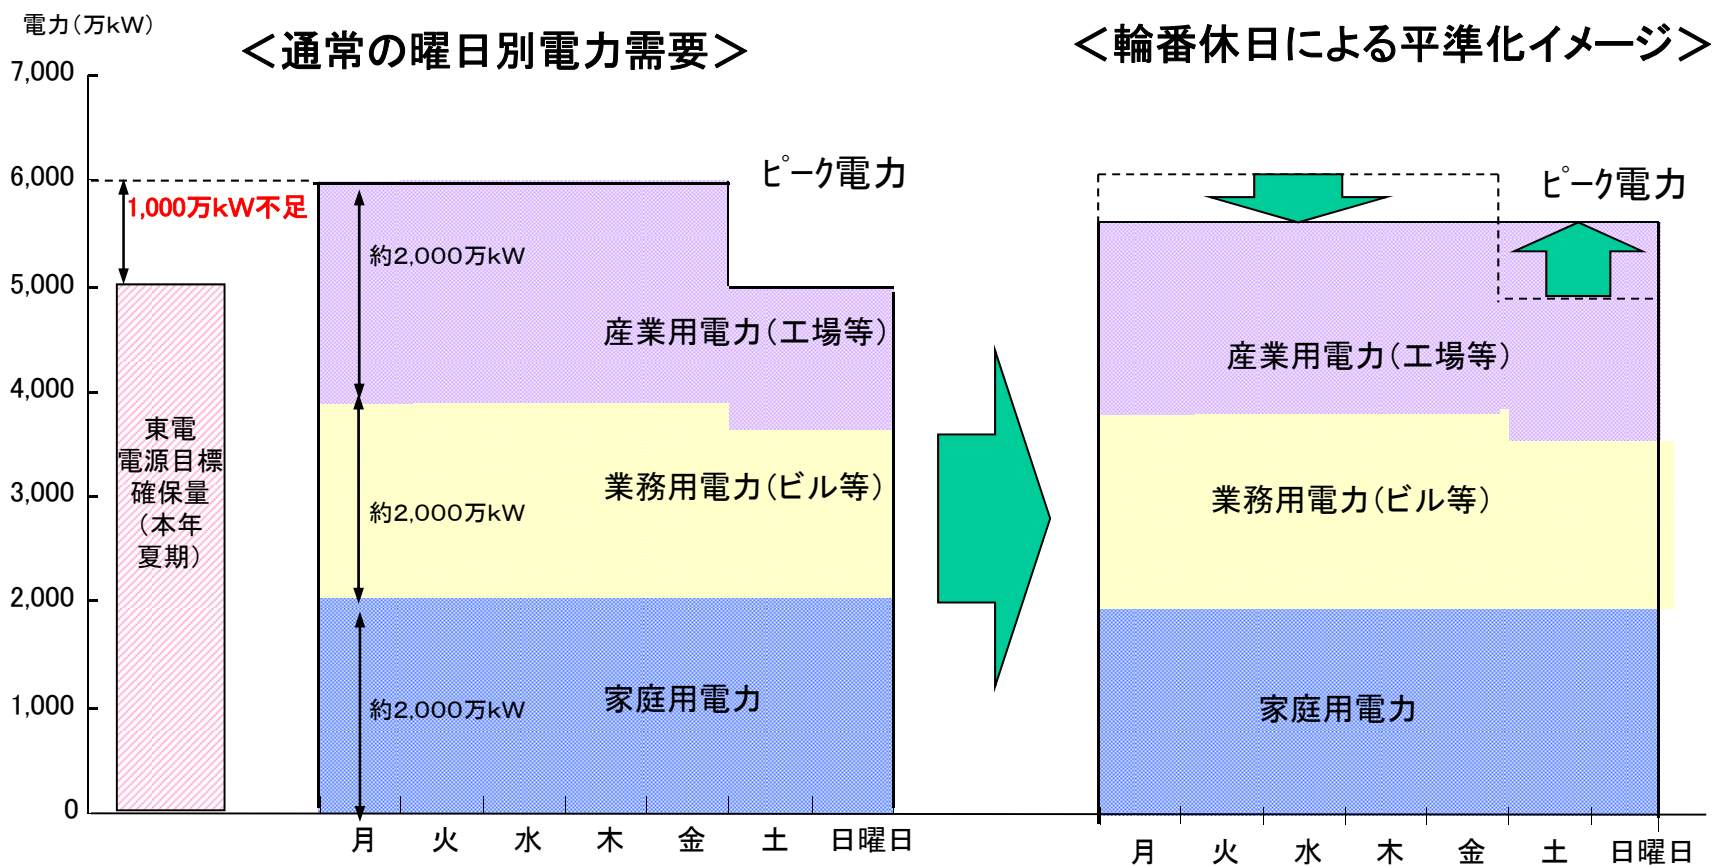 電力(万kW)
＜通常の曜日別電力需要＞
＜輪番休日による平準化イメージ＞
7,000
6,000
5,000
4,000
3,000
2,000
1,000
0
1,000万kW不足
東電
電源目標
確保量
(本年
夏期)
ピーク電力
約2,000万kW
産業用電力(工場等)
約2,000万kW
業務用電力(ビル等)
約2,000万kW
家庭用電力
月 火 水 木 金 土 日曜日
ピーク電力
産業用電力(工場等)
業務用電力(ビル等)
家庭用電力
月 火 水 木 金 土 日曜日